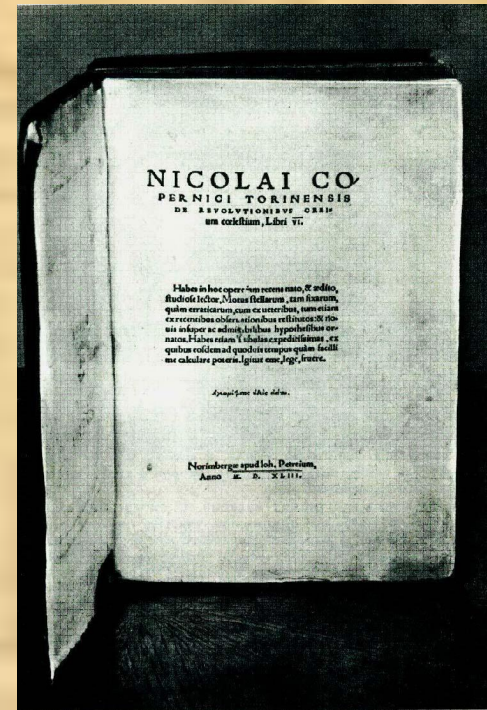 NICOLAI CO-
PERNICI TORINENSIS
DE REVOLUTIONIBUS ORBI-
um cœlestium, Libri VI.
Habes in hoc opere iam recens nato, & ædito,
studiose lector, Motus stellarum, tam fixarum,
quàm erraticarum, cum ex ueteribus, tum etiam
ex recentibus obseruationibus restitutos: & no-
uis insuper ac admirabilibus hypothesibus or-
natos. Habes etiam Tabulas expeditissimas, ex
quibus eosdem ad quoduis tempus quàm facilli
me calculare poteris. Igitur eme, lege, fruere.
Norimbergæ apud Ioh. Petreium,
Anno M. D. XLIII.